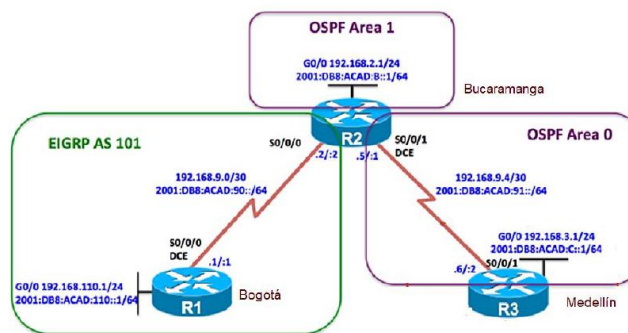 OSPF Area 1
G0/0 192.168.2.1/24
2001:DB8:ACAD:B::1/64
Bucaramanga
R2
EIGRP AS 101
S0/0/0
.2/:2
.5/:1
S0/0/1
DCE
OSPF Area 0
192.168.9.0/30
2001:DB8:ACAD:90::/64
192.168.9.4/30
2001:DB8:ACAD:91::/64
S0/0/0
DCE
.1/:1
G0/0 192.168.110.1/24
2001:DB8:ACAD:110::1/64
R1
Bogotá
G0/0 192.168.3.1/24
2001:DB8:ACAD:C::1/64
.6/:2
S0/0/1
R3
Medellín